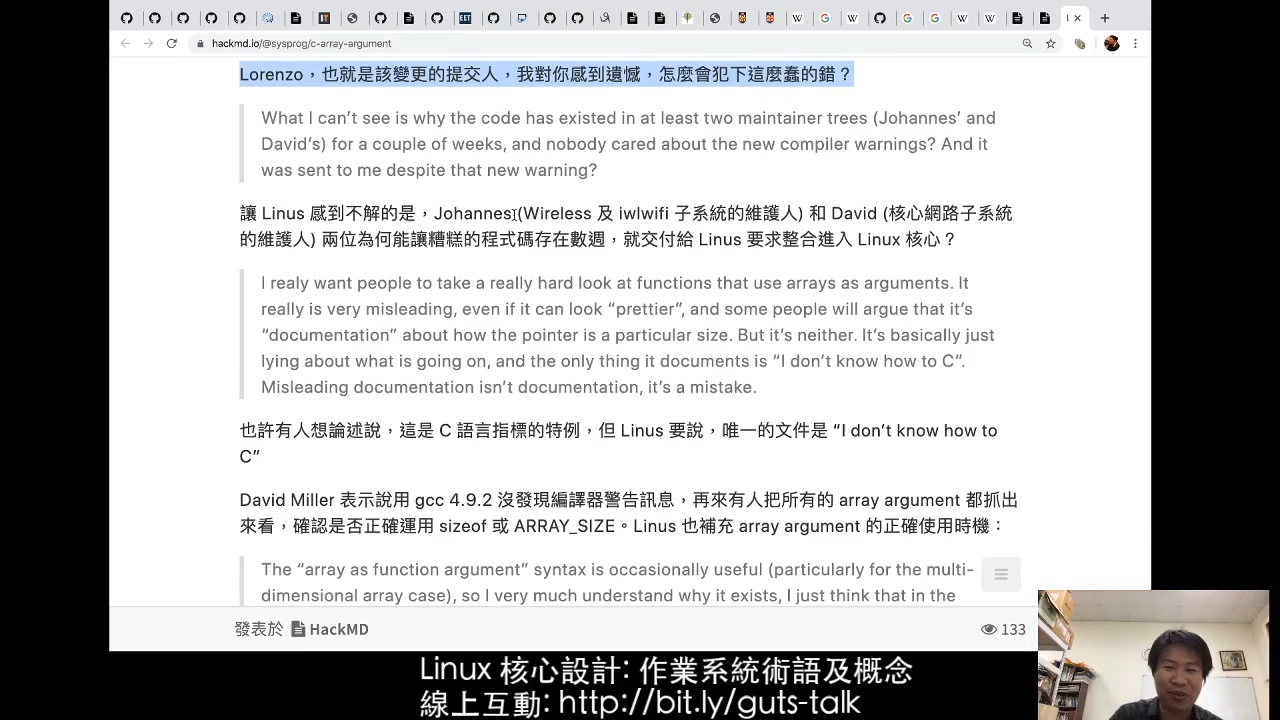 hackmd.io/@sysprog/c-array-argument
Lorenzo，也就是該變更的提交人，我對你感到遺憾，怎麼會犯下這麼蠢的錯？
What I can’t see is why the code has existed in at least two maintainer trees (Johannes’ and
David’s) for a couple of weeks, and nobody cared about the new compiler warnings? And it
was sent to me despite that new warning?
讓 Linus 感到不解的是，Johannes (Wireless 及 iwlwifi 子系統的維護人) 和 David (核心網路子系統
的維護人) 兩位為何能讓糟糕的程式碼存在數週，就交付給 Linus 要求整合進入 Linux 核心？
I realy want people to take a really hard look at functions that use arrays as arguments. It
really is very misleading, even if it can look “prettier”, and some people will argue that it’s
“documentation” about how the pointer is a particular size. But it’s neither. It’s basically just
lying about what is going on, and the only thing it documents is “I don’t know how to C”.
Misleading documentation isn’t documentation, it’s a mistake.
也許有人想論述說，這是 C 語言指標的特例，但 Linus 要說，唯一的文件是 “I don’t know how to
C”
David Miller 表示說用 gcc 4.9.2 沒發現編譯器警告訊息，再來有人把所有的 array argument 都抓出
來看，確認是否正確運用 sizeof 或 ARRAY_SIZE。Linus 也補充 array argument 的正確使用時機：
The “array as function argument” syntax is occasionally useful (particularly for the multi-
dimensional array case), so I very much understand why it exists, I just think that in the
發表於 HackMD
133
Linux 核心設計: 作業系統術語及概念
線上互動: http://bit.ly/guts-talk